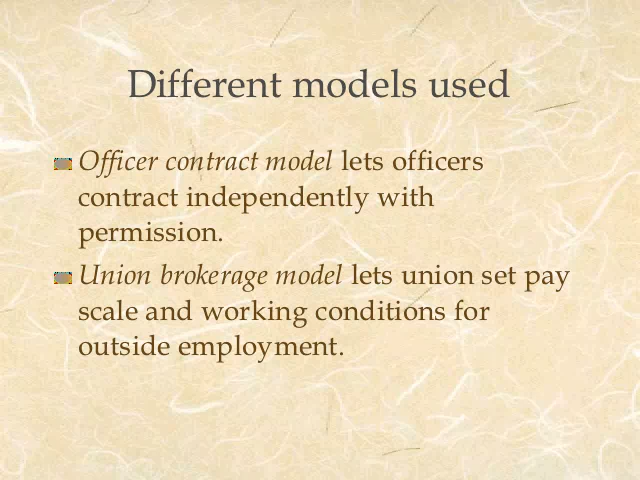 Different models used
Officer contract model lets officers
contract independently with
permission.
Union brokerage model lets union set pay
scale and working conditions for
outside employment.